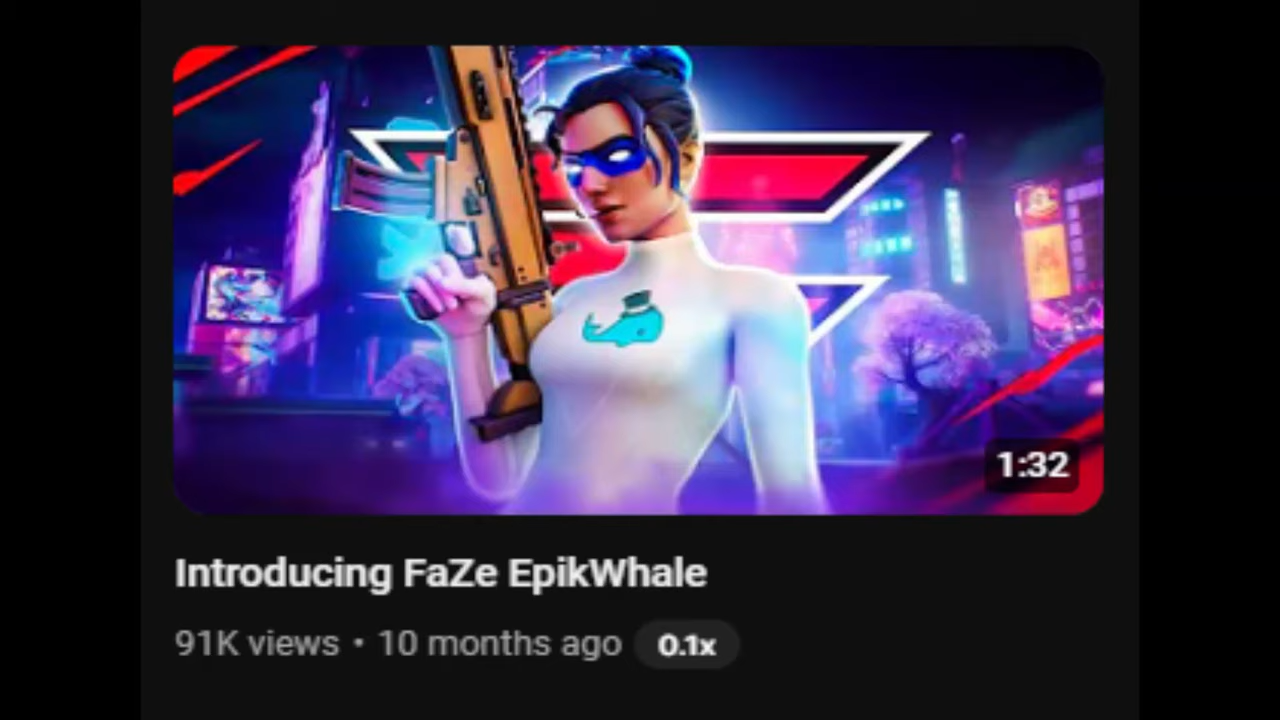 1:32
Introducing FaZe EpikWhale
91K views • 10 months ago 0.1x